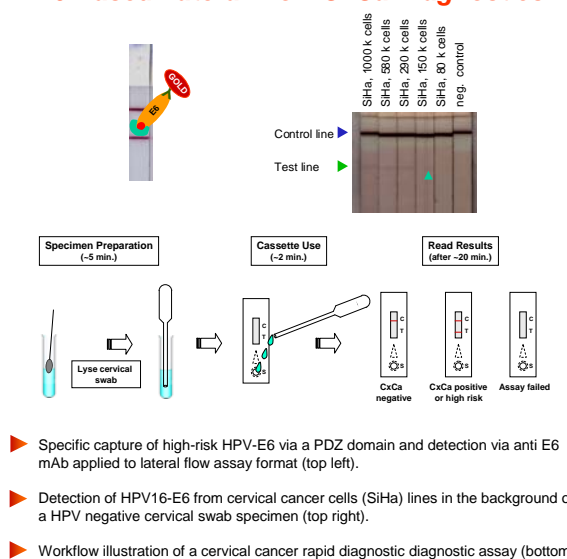 GOLD
E6
SiHa, 1000 k cells
SiHa, 580 k cells
SiHa, 290 k cells
SiHa, 150 k cells
SiHa, 80 k cells
neg. control
Control line
Test line
Specimen Preparation
(~5 min.)
Cassette Use
(~2 min.)
Read Results
(after ~20 min.)
Lyse cervical
swab
C
T
S
C
T
S
C
T
S
C
T
S
CxCa
negative
CxCa positive
or high risk
Assay failed
Specific capture of high-risk HPV-E6 via a PDZ domain and detection via anti E6
mAb applied to lateral flow assay format (top left).
Detection of HPV16-E6 from cervical cancer cells (SiHa) lines in the background
a HPV negative cervical swab specimen (top right).
Workflow illustration of a cervical cancer rapid diagnostic diagnostic assay (bottom